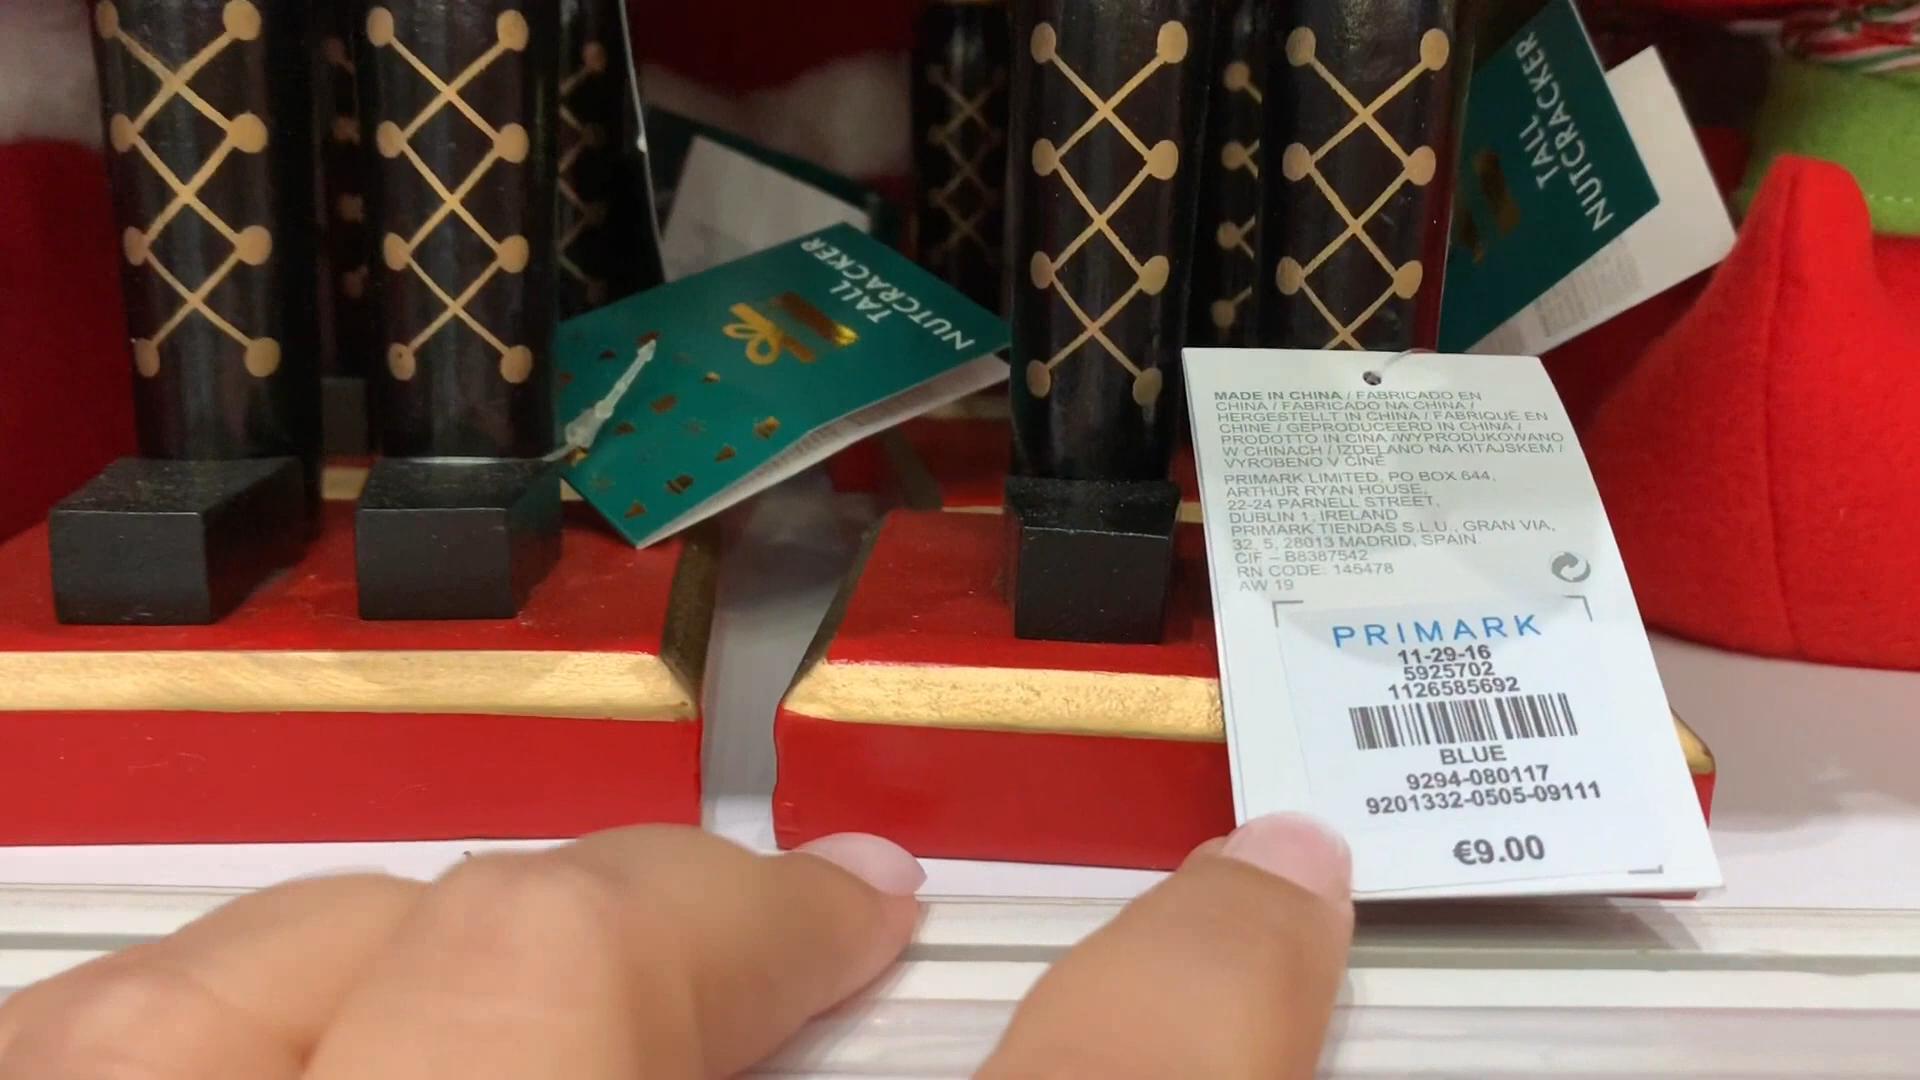 TALL
NUTCRACKER
TALL
NUTCRACKER
MADE IN CHINA / FABRICADO EN
CHINA / FABRICADO NA CHINA /
HERGESTELLT IN CHINA / FABRIQUÉ EN
CHINE / GEPRODUCEERD IN CHINA /
PRODOTTO IN CINA /WYPRODUKOWANO
W CHINACH / IZDELANO NA KITAJSKEM /
VYROBENO V ČÍNĚ
PRIMARK LIMITED, PO BOX 644,
ARTHUR RYAN HOUSE,
22-24 PARNELL STREET,
DUBLIN 1, IRELAND
PRIMARK TIENDAS S.L.U., GRAN VIA,
32, 5, 28013 MADRID, SPAIN.
CIF – B8387542
RN CODE: 145478
AW 19
PRIMARK
11-29-16
5925702
1126585692
BLUE
9294-080117
9201332-0505-09111
€9.00